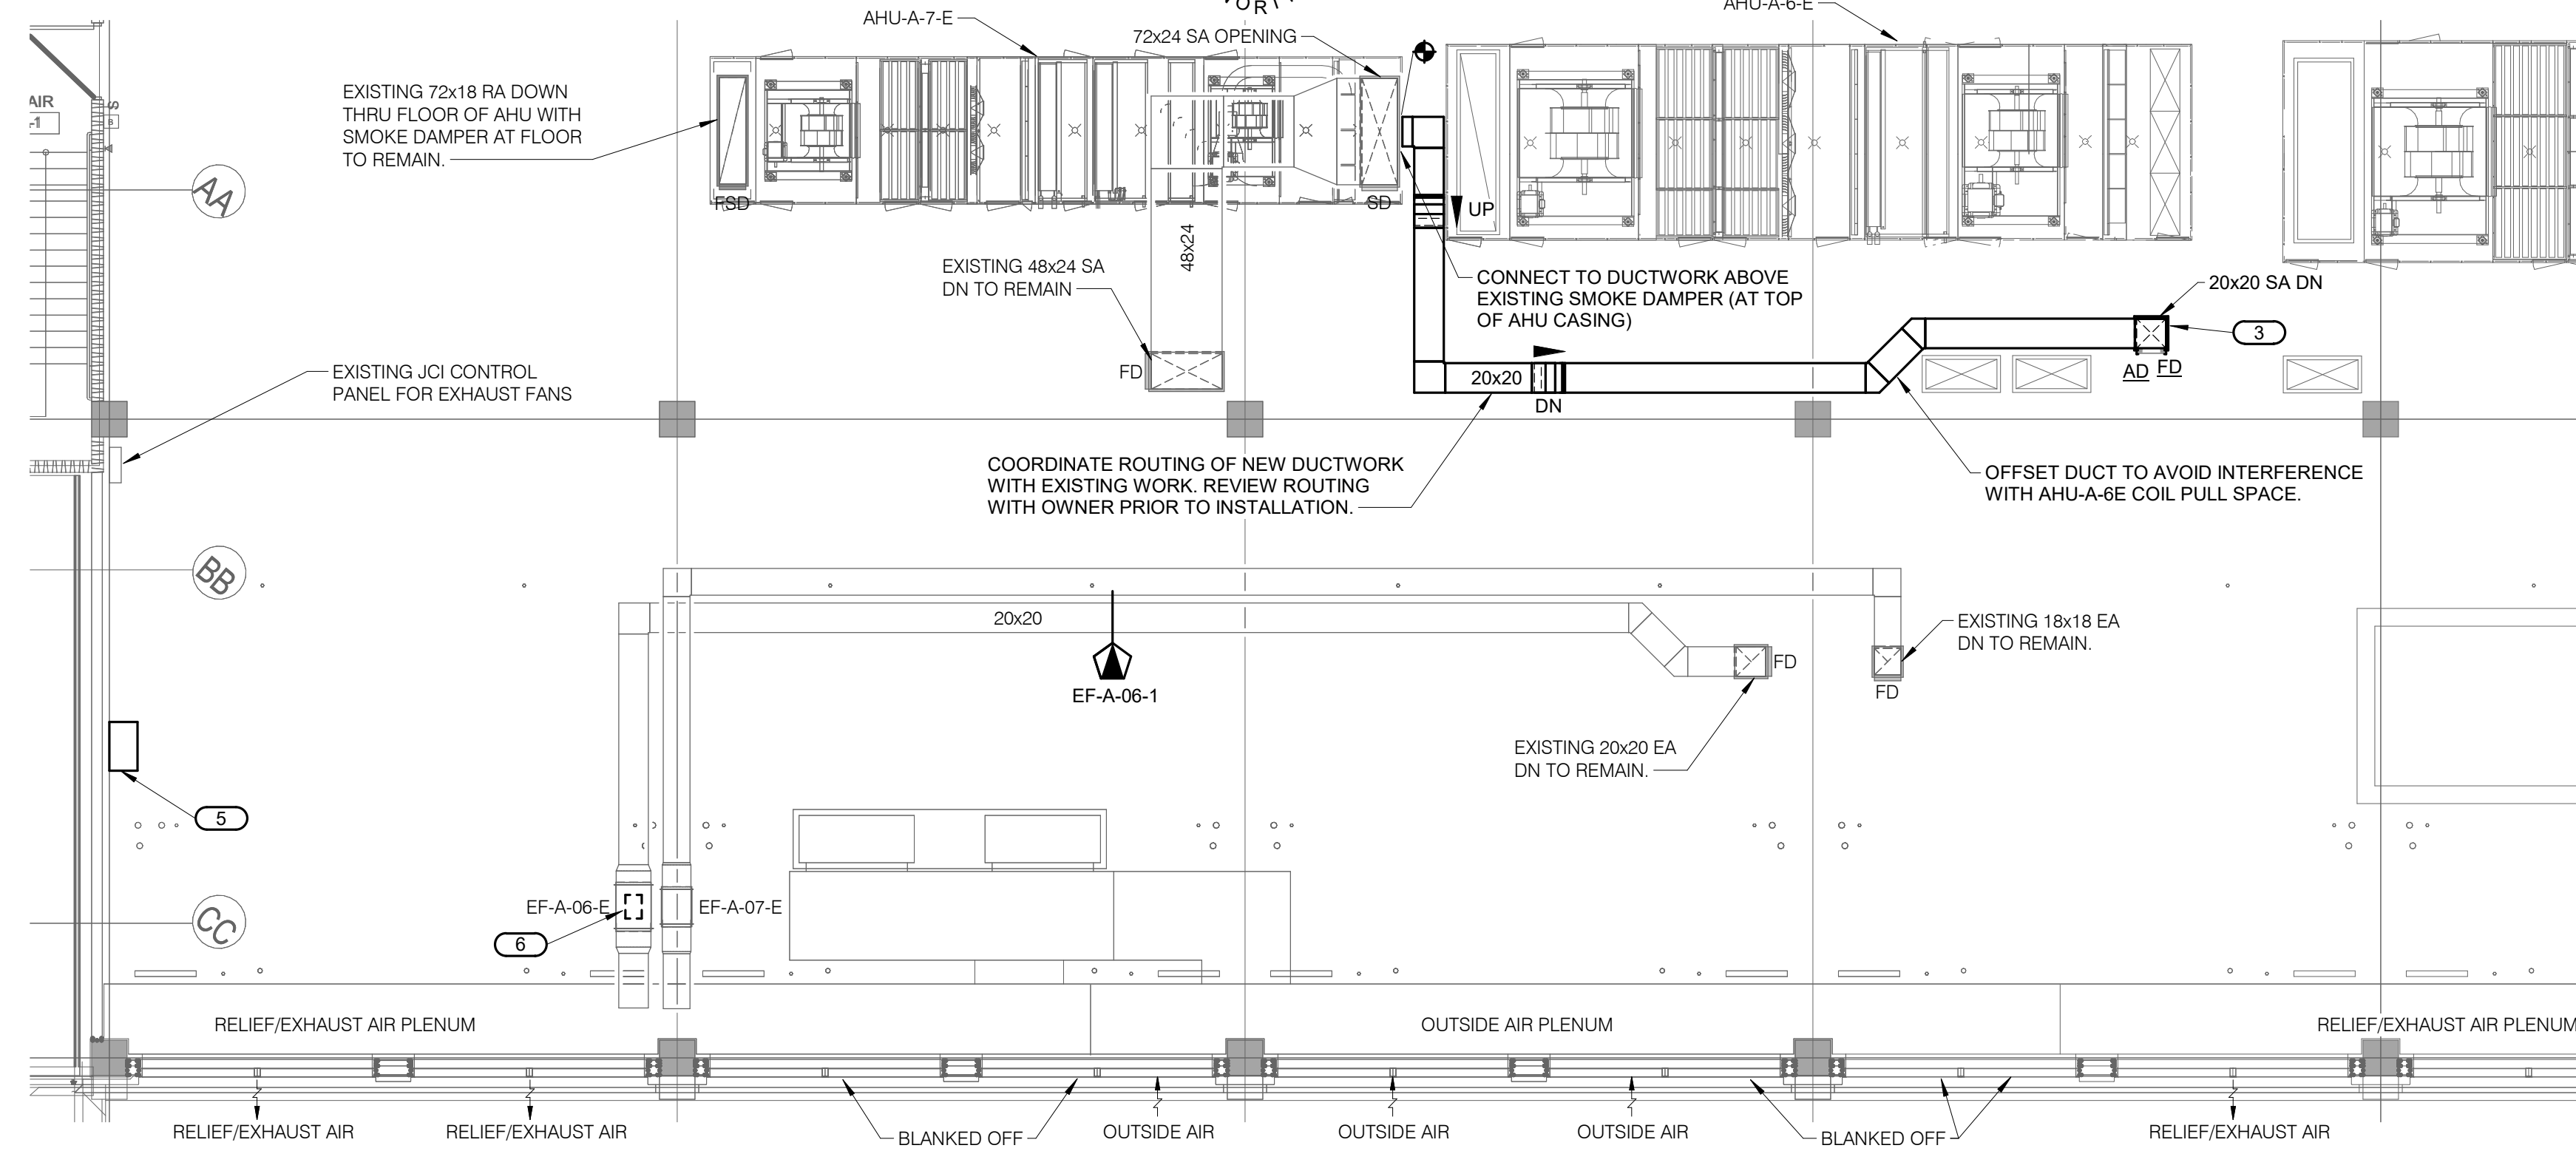 AHU-A-7-E
72x24 SA OPENING
AHU-A-6-E
EXISTING 72x18 RA DOWN
THRU FLOOR OF AHU WITH
SMOKE DAMPER AT FLOOR
TO REMAIN.
AIR
-1
S
B
AA
FSD
SD
UP
48x24
EXISTING 48x24 SA
DN TO REMAIN
FD
CONNECT TO DUCTWORK ABOVE
EXISTING SMOKE DAMPER (AT TOP
OF AHU CASING)
20x20 SA DN
3
AD
FD
20x20
DN
EXISTING JCI CONTROL
PANEL FOR EXHAUST FANS
COORDINATE ROUTING OF NEW DUCTWORK
WITH EXISTING WORK. REVIEW ROUTING
WITH OWNER PRIOR TO INSTALLATION.
OFFSET DUCT TO AVOID INTERFERENCE
WITH AHU-A-6E COIL PULL SPACE.
BB
20x20
EF-A-06-1
FD
EXISTING 18x18 EA
DN TO REMAIN.
FD
EXISTING 20x20 EA
DN TO REMAIN.
5
CC
EF-A-06-E
EF-A-07-E
6
RELIEF/EXHAUST AIR PLENUM
OUTSIDE AIR PLENUM
RELIEF/EXHAUST AIR PLENUM
RELIEF/EXHAUST AIR
RELIEF/EXHAUST AIR
BLANKED OFF
OUTSIDE AIR
OUTSIDE AIR
OUTSIDE AIR
BLANKED OFF
RELIEF/EXHAUST AIR